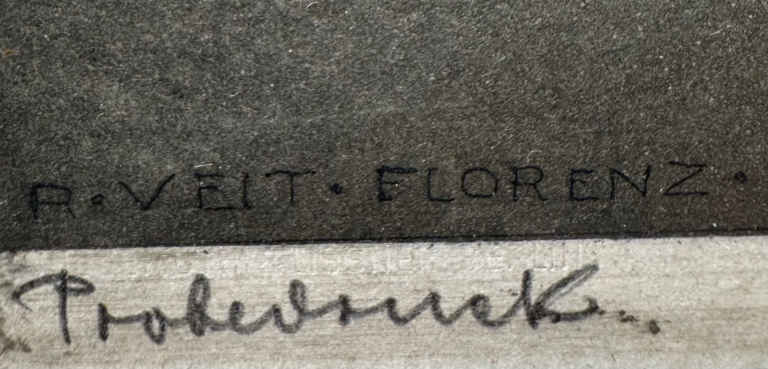 A · VEIT · FLORENZ ·
Probedruck.